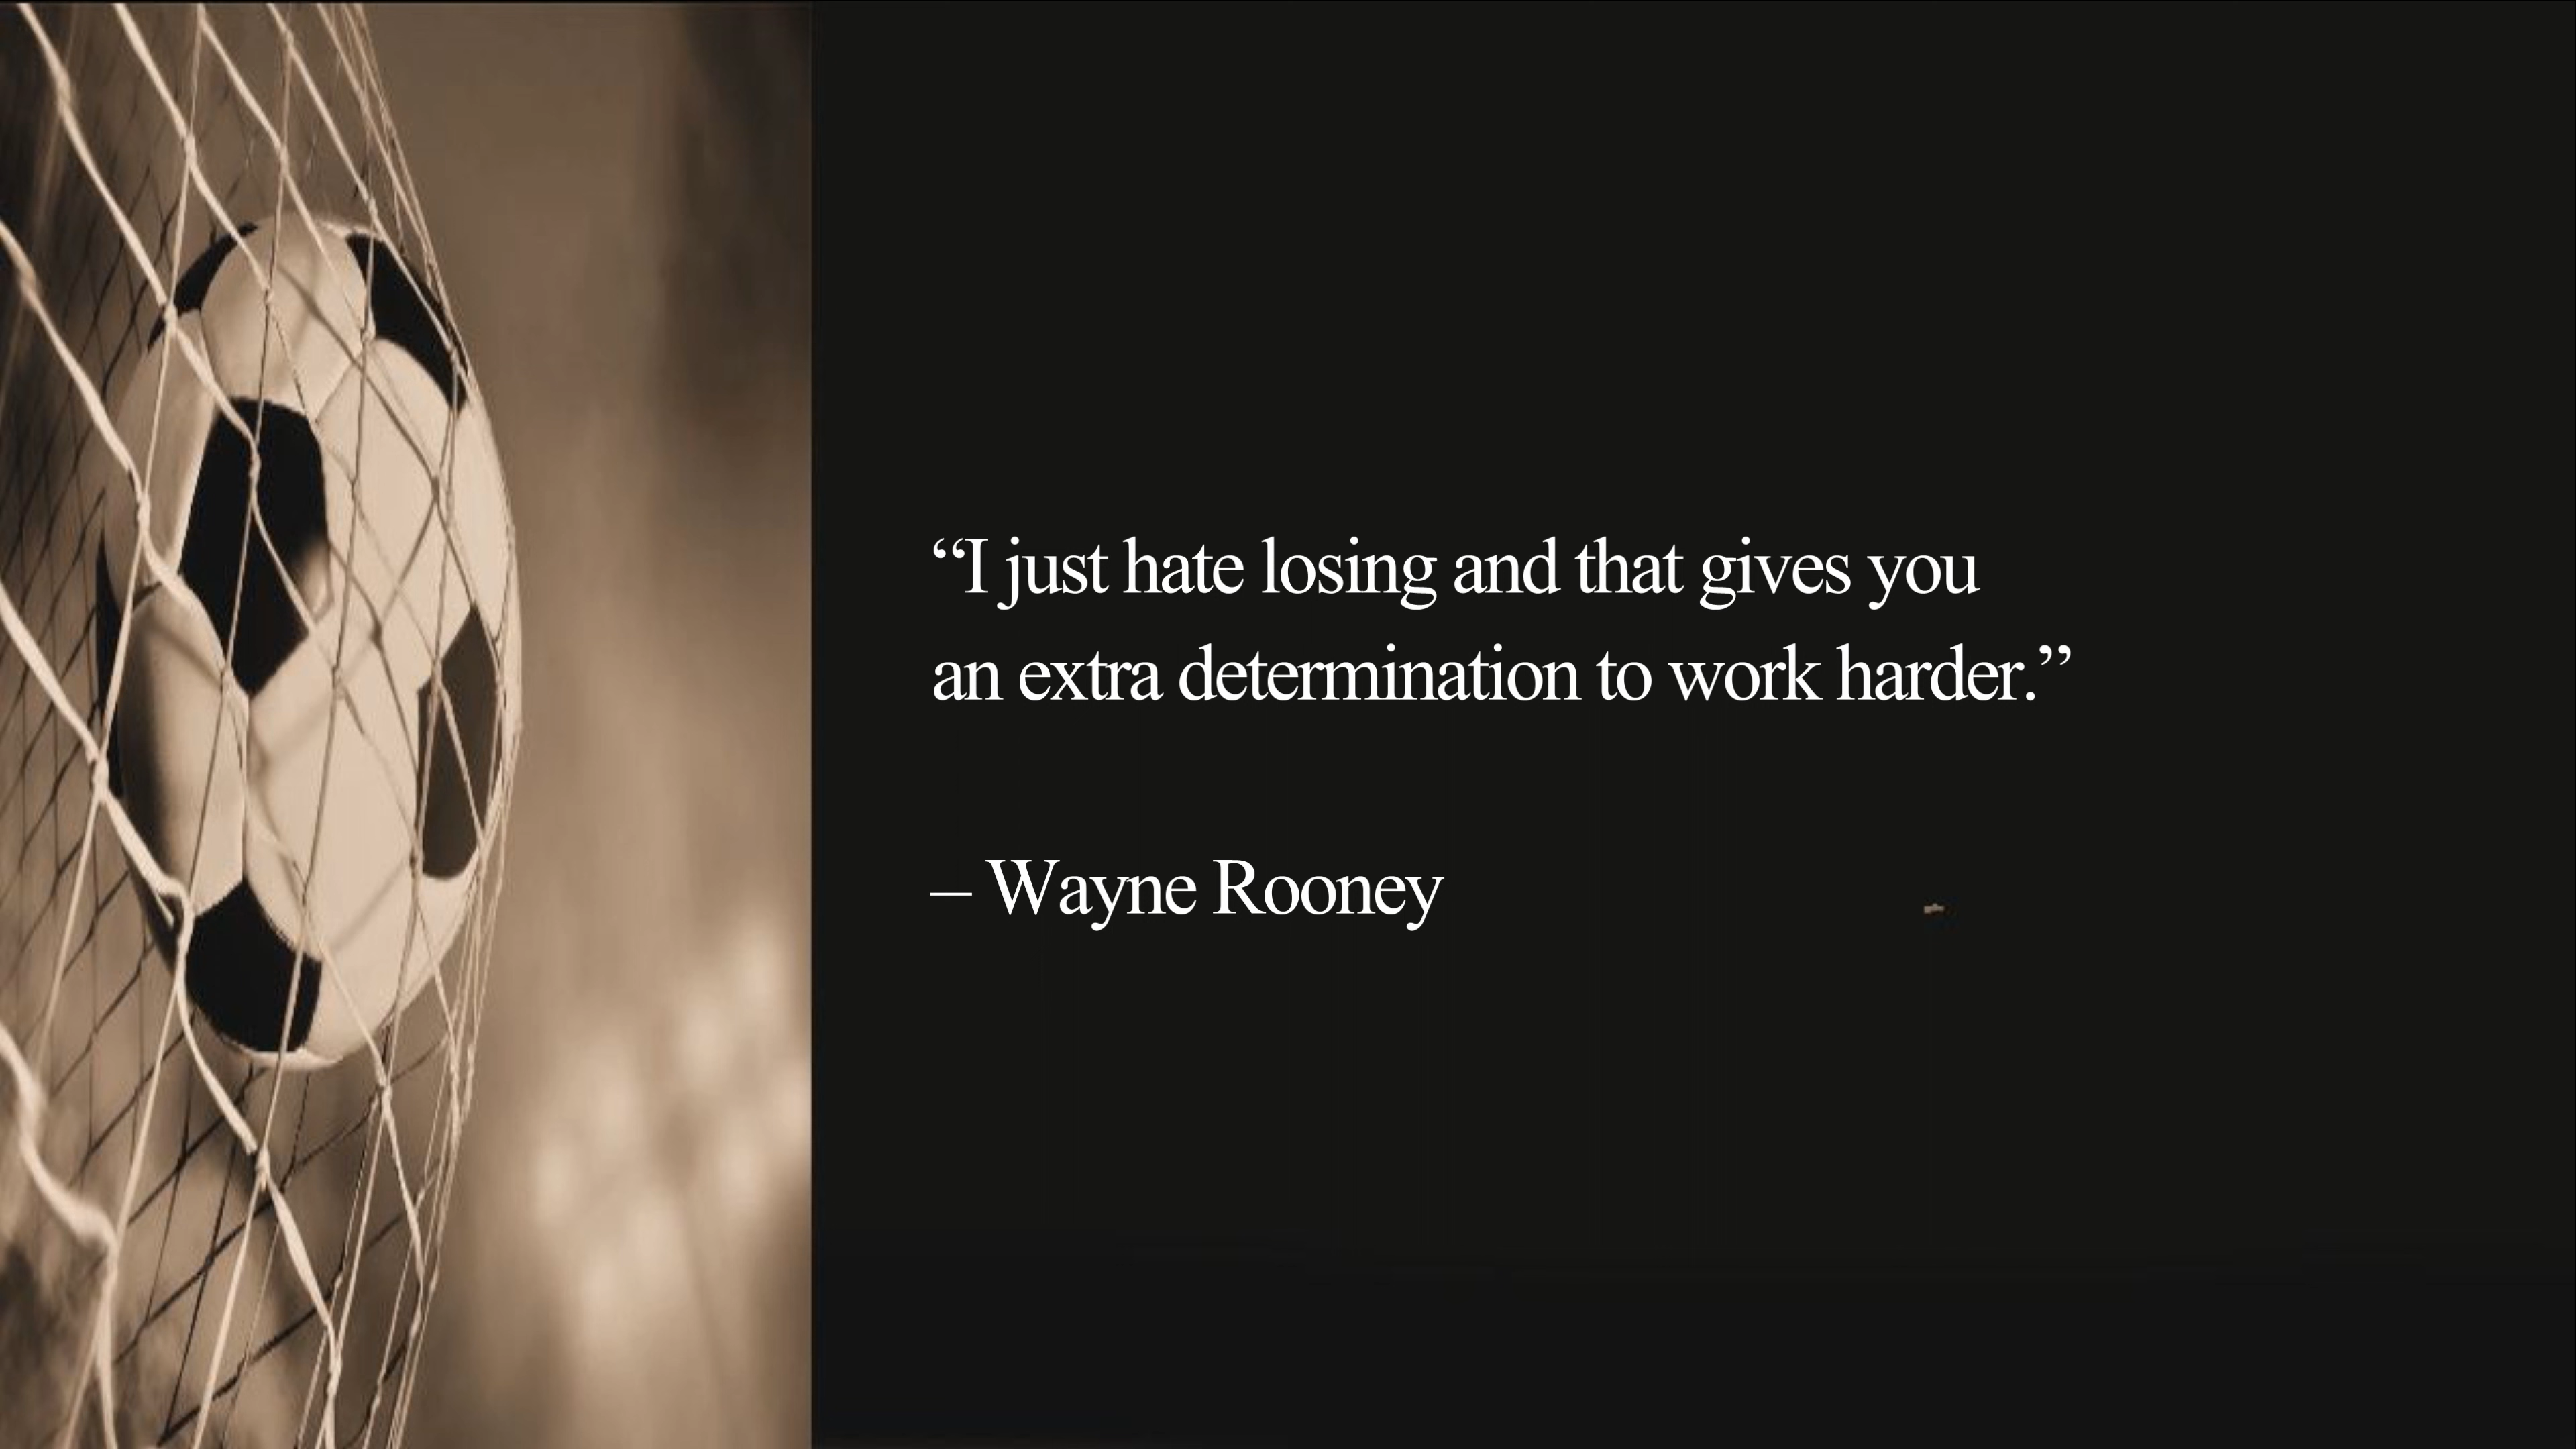 “I just hate losing and that gives you
an extra determination to work harder.”
– Wayne Rooney